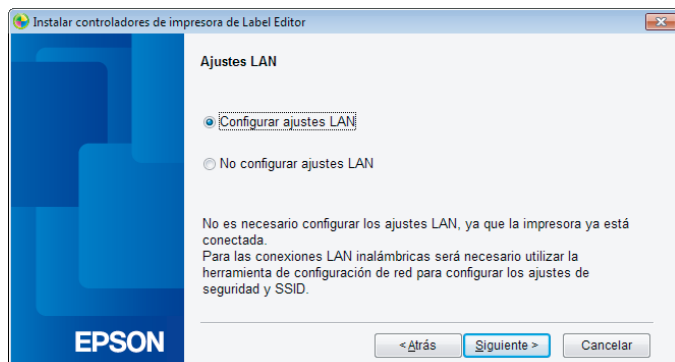 Instalar controladores de impresora de Label Editor
Ajustes LAN
Configurar ajustes LAN
No configurar ajustes LAN
No es necesario configurar los ajustes LAN, ya que la impresora ya está
conectada.
Para las conexiones LAN inalámbricas será necesario utilizar la
herramienta de configuración de red para configurar los ajustes de
seguridad y SSID.
EPSON
< Atrás
Siguiente >
Cancelar